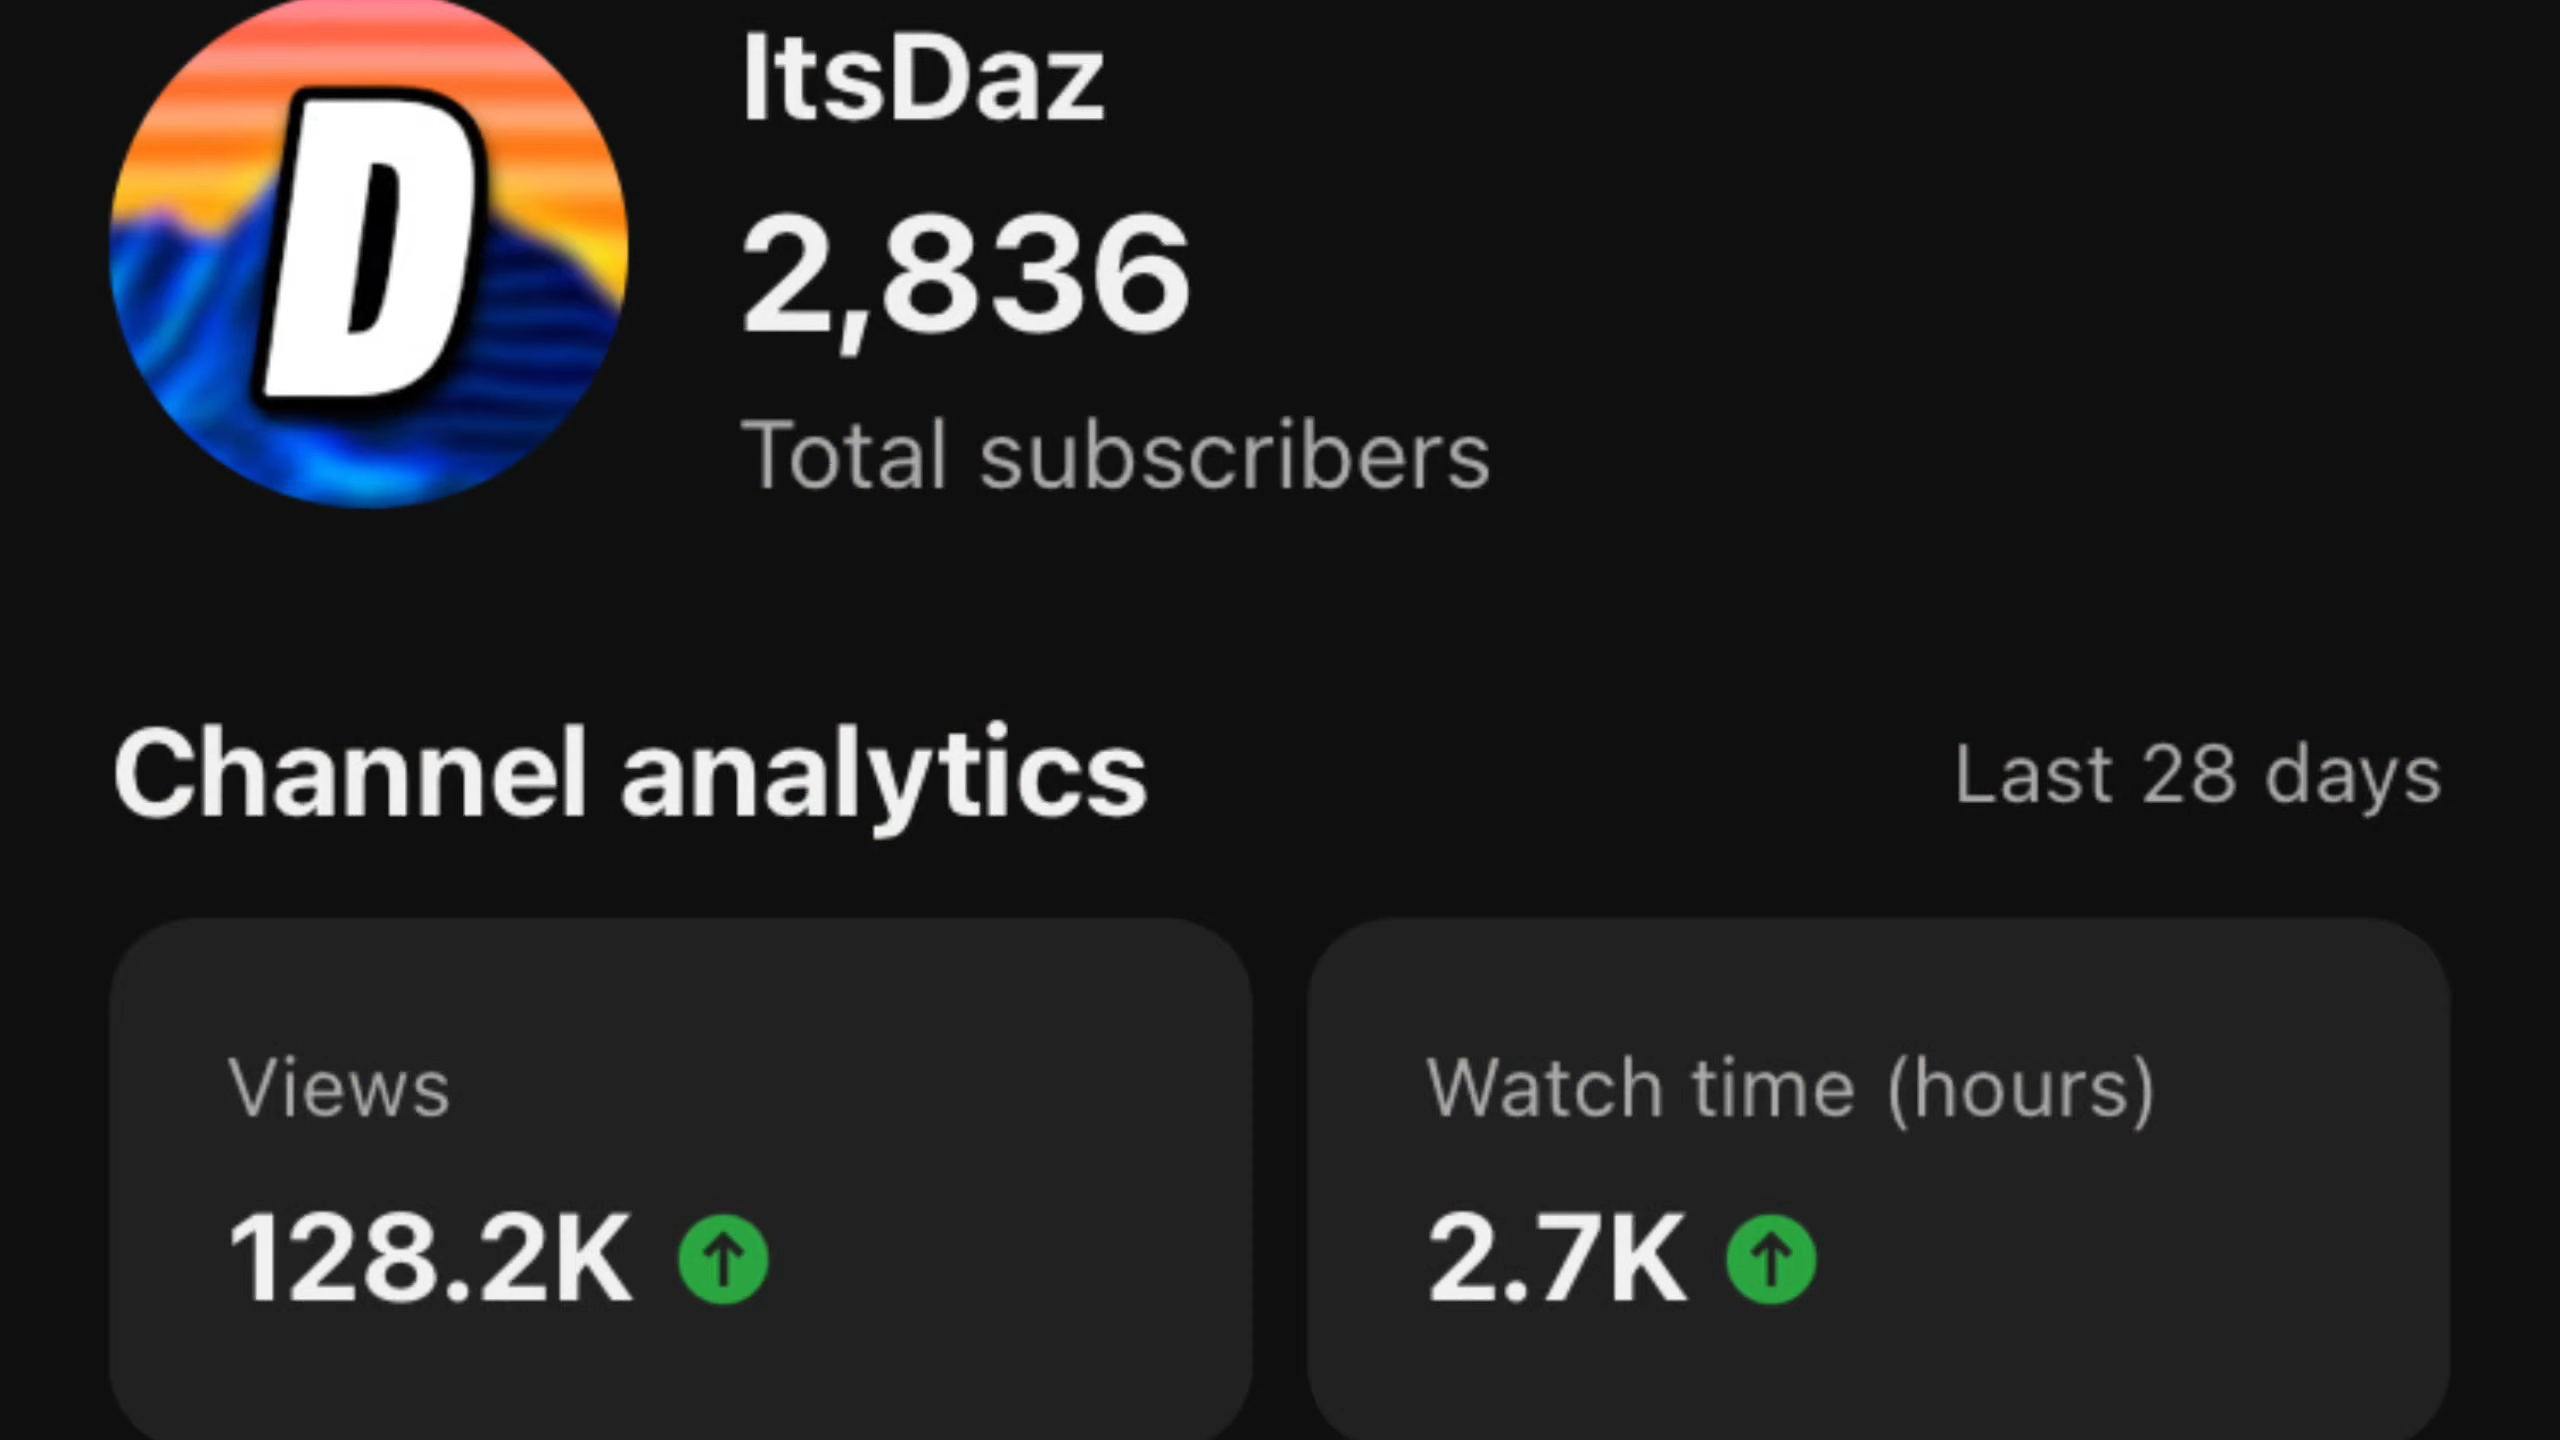 D
ItsDaz
2,836
Total subscribers
Channel analytics
Last 28 days
Views
Watch time (hours)
128.2K
2.7K